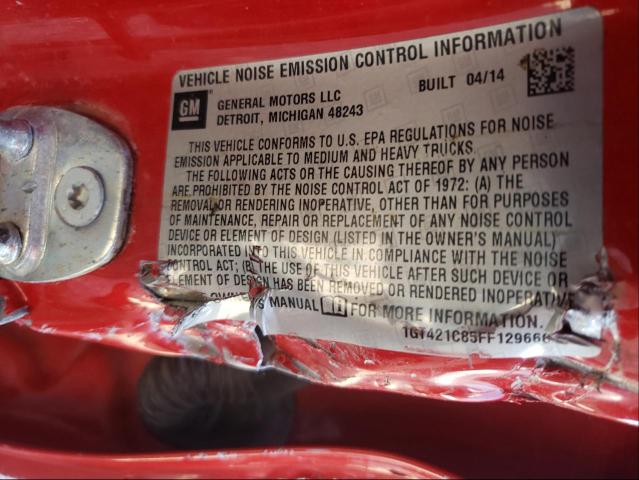 VEHICLE NOISE EMISSION CONTROL INFORMATION
GM GENERAL MOTORS LLC BUILT 04/14
DETROIT, MICHIGAN 48243
THIS VEHICLE CONFORMS TO U.S. EPA REGULATIONS FOR NOISE
EMISSION APPLICABLE TO MEDIUM AND HEAVY TRUCKS.
THE FOLLOWING ACTS OR THE CAUSING THEREOF BY ANY PERSON
ARE PROHIBITED BY THE NOISE CONTROL ACT OF 1972: (A) THE
REMOVAL OR RENDERING INOPERATIVE, OTHER THAN FOR PURPOSES
OF MAINTENANCE, REPAIR OR REPLACEMENT OF ANY NOISE CONTROL
DEVICE OR ELEMENT OF DESIGN (LISTED IN THE OWNER'S MANUAL)
INCORPORATED INTO THIS VEHICLE IN COMPLIANCE WITH THE NOISE
CONTROL ACT; (B) THE USE OF THIS VEHICLE AFTER SUCH DEVICE OR
ELEMENT OF DESIGN HAS BEEN REMOVED OR RENDERED INOPERATIVE
OWNER'S MANUAL FOR MORE INFORMATION.
1GT421C85FF12966